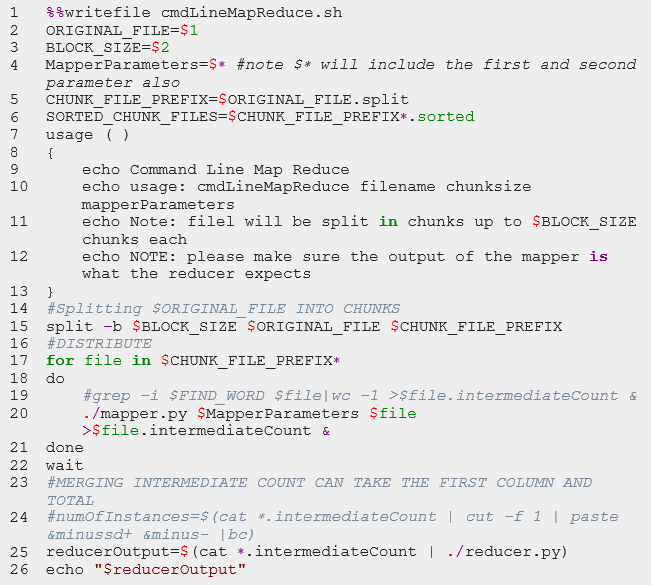 1 %%writefile cmdLineMapReduce.sh
2 ORIGINAL_FILE=$1
3 BLOCK_SIZE=$2
4 MapperParameters=$* #note $* will include the first and second
parameter also
5 CHUNK_FILE_PREFIX=$ORIGINAL_FILE.split
6 SORTED_CHUNK_FILES=$CHUNK_FILE_PREFIX*.sorted
7 usage ( )
8 {
9 echo Command Line Map Reduce
10 echo usage: cmdLineMapReduce filename chunksize
mapperParameters
11 echo Note: file1 will be split in chunks up to $BLOCK_SIZE
chunks each
12 echo NOTE: please make sure the output of the mapper is
what the reducer expects
13 }
14 #Splitting $ORIGINAL_FILE INTO CHUNKS
15 split -b $BLOCK_SIZE $ORIGINAL_FILE $CHUNK_FILE_PREFIX
16 #DISTRIBUTE
17 for file in $CHUNK_FILE_PREFIX*
18 do
19 #grep -i $FIND_WORD $file|wc -1 >$file.intermediateCount &
20 ./mapper.py $MapperParameters $file
>$file.intermediateCount &
21 done
22 wait
23 #MERGING INTERMEDIATE COUNT CAN TAKE THE FIRST COLUMN AND
TOTAL
24 #numOfInstances=$(cat *.intermediateCount | cut -f 1 | paste
&minussd+ &minus- |bc)
25 reducerOutput=$(cat *.intermediateCount | ./reducer.py)
26 echo "$reducerOutput"